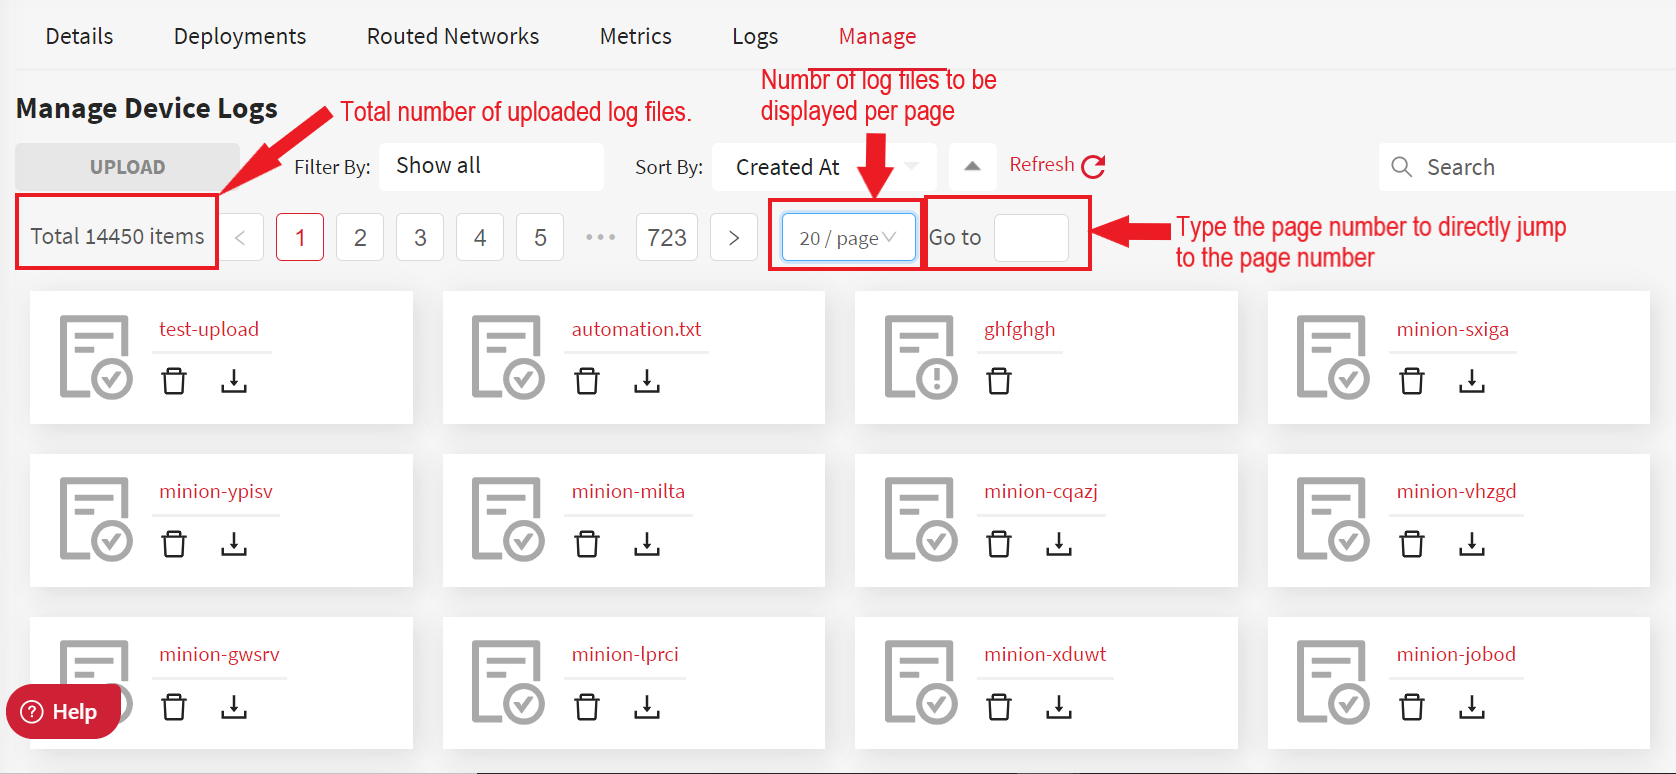 Details Deployments Routed Networks Metrics Logs Manage
Numbr of log files to be
displayed per page
Manage Device Logs
Total number of uploaded log files.
UPLOAD Filter By: Show all Sort By: Created At Refresh Search
Total 14450 items < 1 2 3 4 5 ••• 723 > 20 / page Go to
Type the page number to directly jump
to the page number
test-upload automation.txt ghfghgh minion-sxiga
minion-ypisv minion-milta minion-cqazj minion-vhzgd
minion-gwsrv minion-lprci minion-xduwt minion-jobod
? Help